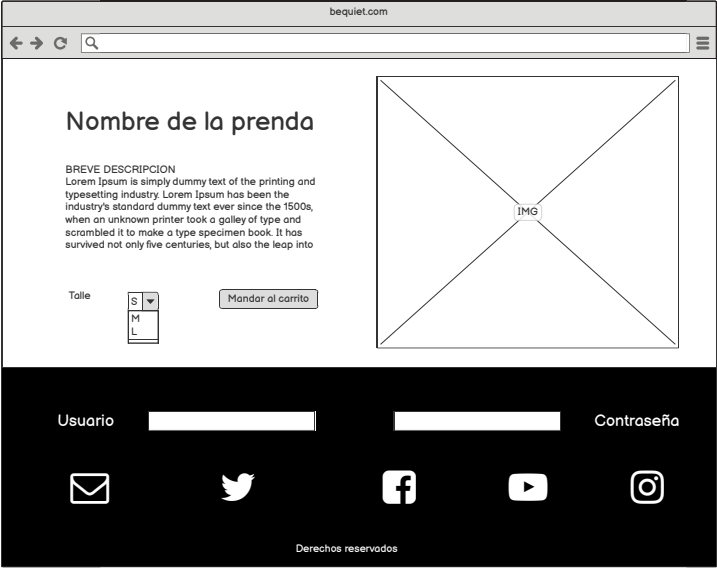 bequiet.com
Nombre de la prenda
BREVE DESCRIPCION
Lorem Ipsum is simply dummy text of the printing and
typesetting industry. Lorem Ipsum has been the
industry's standard dummy text ever since the 1500s,
when an unknown printer took a galley of type and
scrambled it to make a type specimen book. It has
survived not only five centuries, but also the leap into
IMG
Talle
S
M
L
Mandar al carrito
Usuario
Contraseña
Derechos reservados